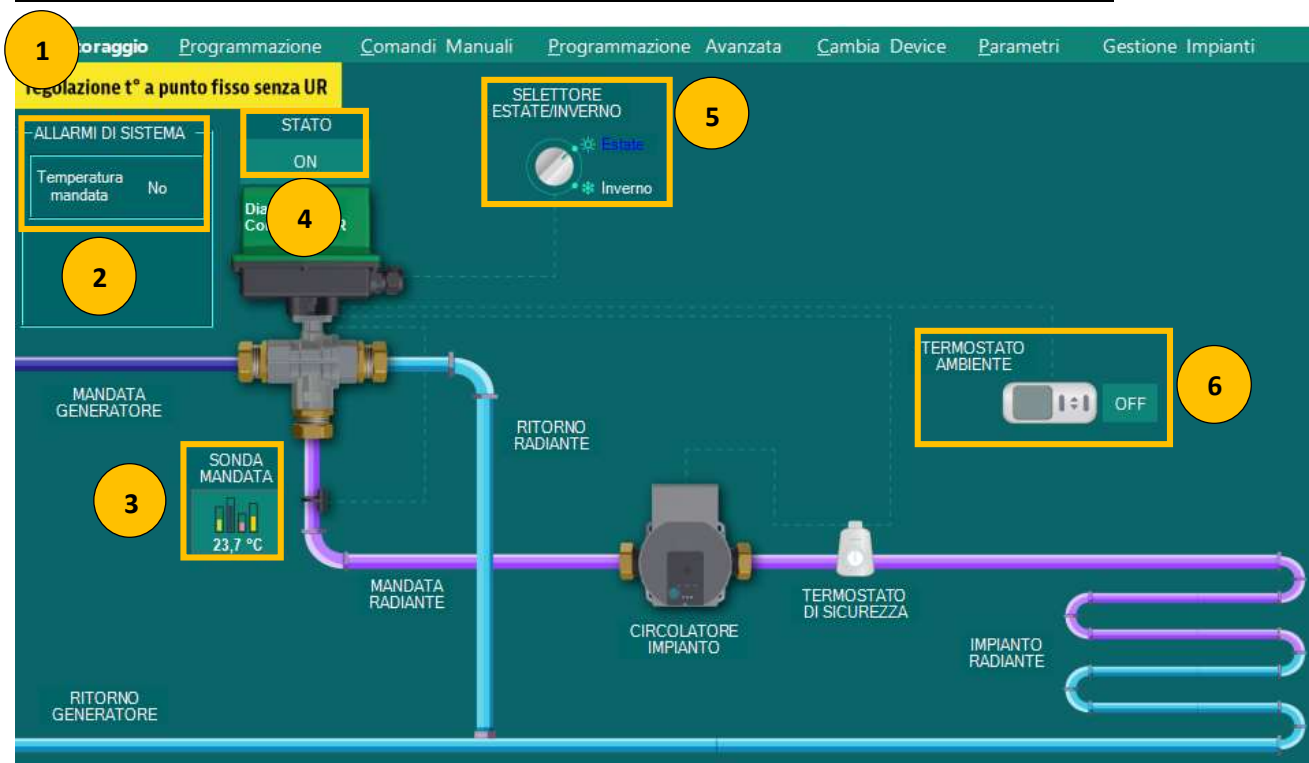 1
toraggio Programmazione Comandi Manuali Programmazione Avanzata Cambia Device Parametri Gestione Impianti
regolazione t° a punto fisso senza UR
ALLARMI DI SISTEMA
Temperatura
mandata
No
2
STATO
ON
4
SELETTORE
ESTATE/INVERNO
Estate
Inverno
5
TERMOSTATO
AMBIENTE
OFF
6
MANDATA
GENERATORE
RITORNO
RADIANTE
SONDA
MANDATA
23,7 °C
3
MANDATA
RADIANTE
CIRCOLATORE
IMPIANTO
TERMOSTATO
DI SICUREZZA
IMPIANTO
RADIANTE
RITORNO
GENERATORE